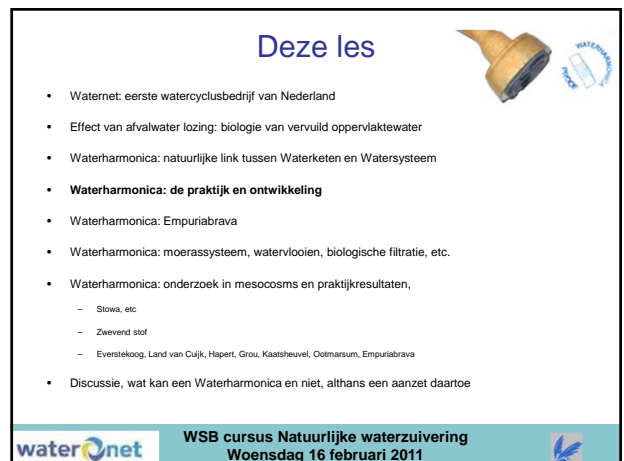 Deze les
WATERHARMONICA
PROOF
• Waternet: eerste watercyclusbedrijf van Nederland
• Effect van afvalwater lozing: biologie van vervuild oppervlaktewater
• Waterharmonica: natuurlijke link tussen Waterketen en Watersysteem
• Waterharmonica: de praktijk en ontwikkeling
• Waterharmonica: Empuriabrava
• Waterharmonica: moerassysteem, watervlooien, biologische filtratie, etc.
• Waterharmonica: onderzoek in mesocosms en praktijkresultaten,
– Stowa, etc
– Zwevend stof
– Everstekoog, Land van Cuijk, Hapert, Grou, Kaatsheuvel, Ootmarsum, Empuriabrava
• Discussie, wat kan een Waterharmonica en niet, althans een aanzet daartoe
waternet
WSB cursus Natuurlijke waterzuivering
Woensdag 16 februari 2011